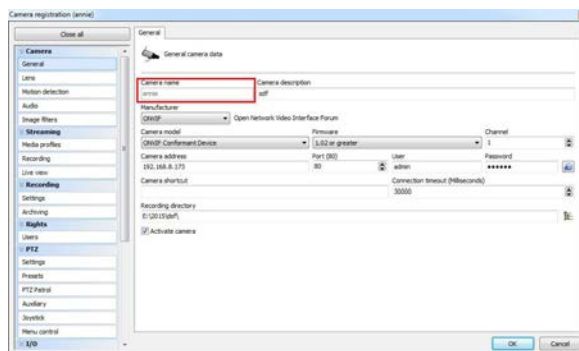 Camera registration (annie)
Close all
General
Camera
General
General camera data
Lens
Motion detection
Camera name
Camera description
annie
sdf
Audio
Manufacturer
Image filters
ONVIF
Open Network Video Interface Forum
Streaming
Camera model
Firmware
Channel
Media profiles
ONVIF Conformant Device
1.02 or greater
1
Recording
Camera address
Port (80)
User
Password
Live view
192.168.8.173
80
admin
******
Recording
Camera shortcut
Connection timeout (Milliseconds)
Settings
30000
Archiving
Recording directory
Rights
Users
Activate camera
PTZ
Settings
Presets
PTZ Patrol
Auxiliary
Joystick
Menu control
I/O
OK
Cancel